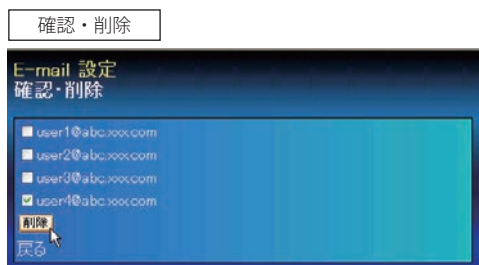 確認・削除
E-mail 設定
確認・削除
user1@abc.xxx.com
user2@abc.xxx.com
user3@abc.xxx.com
user4@abc.xxx.com
削除
戻る